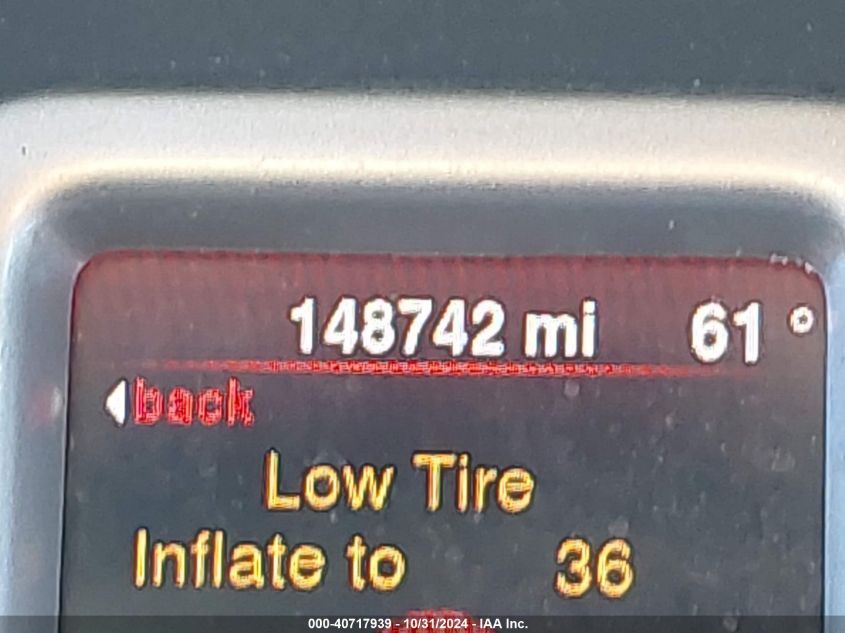 148742 mi 61 °
back
Low Tire
Inflate to 36
000-40717939 - 10/31/2024 - IAA Inc.